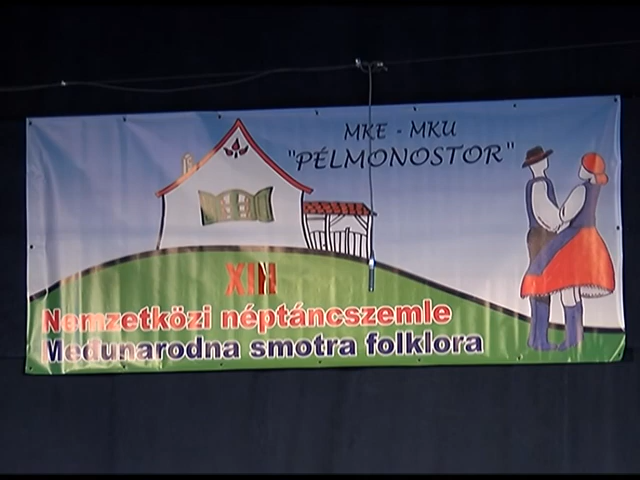 MKE - MKU
"PÉLMONOSTOR"
XIII
Nemzetközi néptáncszemle
Međunarodna smotra folklora